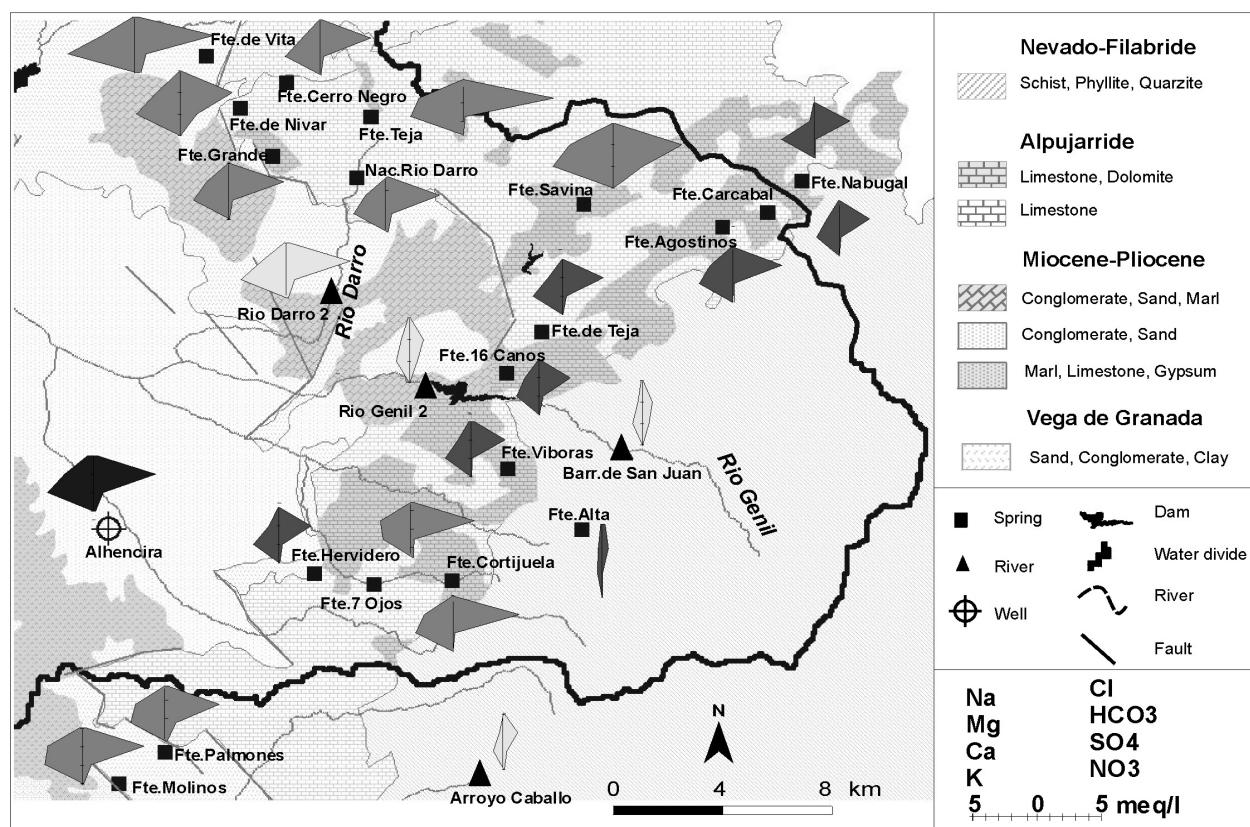 Fte.de Vita
Fte.Cerro Negro
Fte.de Nivar
Fte.Teja
Fte.Grande
Nac.Rio Darro
Fte.Savina
Fte.Carcabal
Fte.Nabugal
Fte.Agostinos
Rio Darro
Rio Darro 2
Fte.de Teja
Fte.16 Canos
Rio Genil 2
Fte.Viboras
Barr.de San Juan
Rio Genil
Alhencira
Fte.Alta
Fte.Hervidero
Fte.Cortijuela
Fte.7 Ojos
Fte.Palmones
Fte.Molinos
Arroyo Caballo
N
0 4 8 km
Nevado-Filabride
Schist, Phyllite, Quarzite
Alpujarride
Limestone, Dolomite
Limestone
Miocene-Pliocene
Conglomerate, Sand, Marl
Conglomerate, Sand
Marl, Limestone, Gypsum
Vega de Granada
Sand, Conglomerate, Clay
Spring
Dam
River
Water divide
Well
River
Fault
Na Cl
Mg HCO3
Ca SO4
K NO3
5 0 5 meq/l